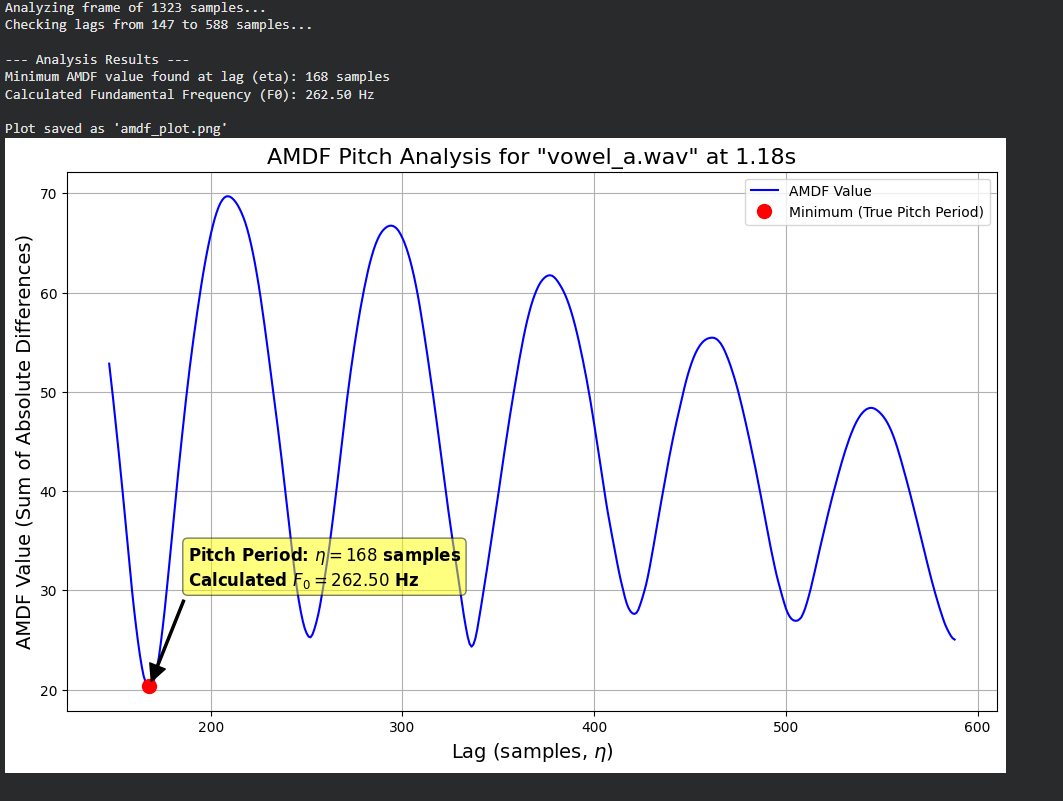 Analyzing frame of 1323 samples...
Checking lags from 147 to 588 samples...
--- Analysis Results ---
Minimum AMDF value found at lag (eta): 168 samples
Calculated Fundamental Frequency (F0): 262.50 Hz
Plot saved as 'amdf_plot.png'
AMDF Pitch Analysis for "vowel_a.wav" at 1.18s
AMDF Value
Minimum (True Pitch Period)
AMDF Value (Sum of Absolute Differences)
70
60
50
40
30
20
Pitch Period: η = 168 samples
Calculated F₀ = 262.50 Hz
200
300
400
500
600
Lag (samples, η)